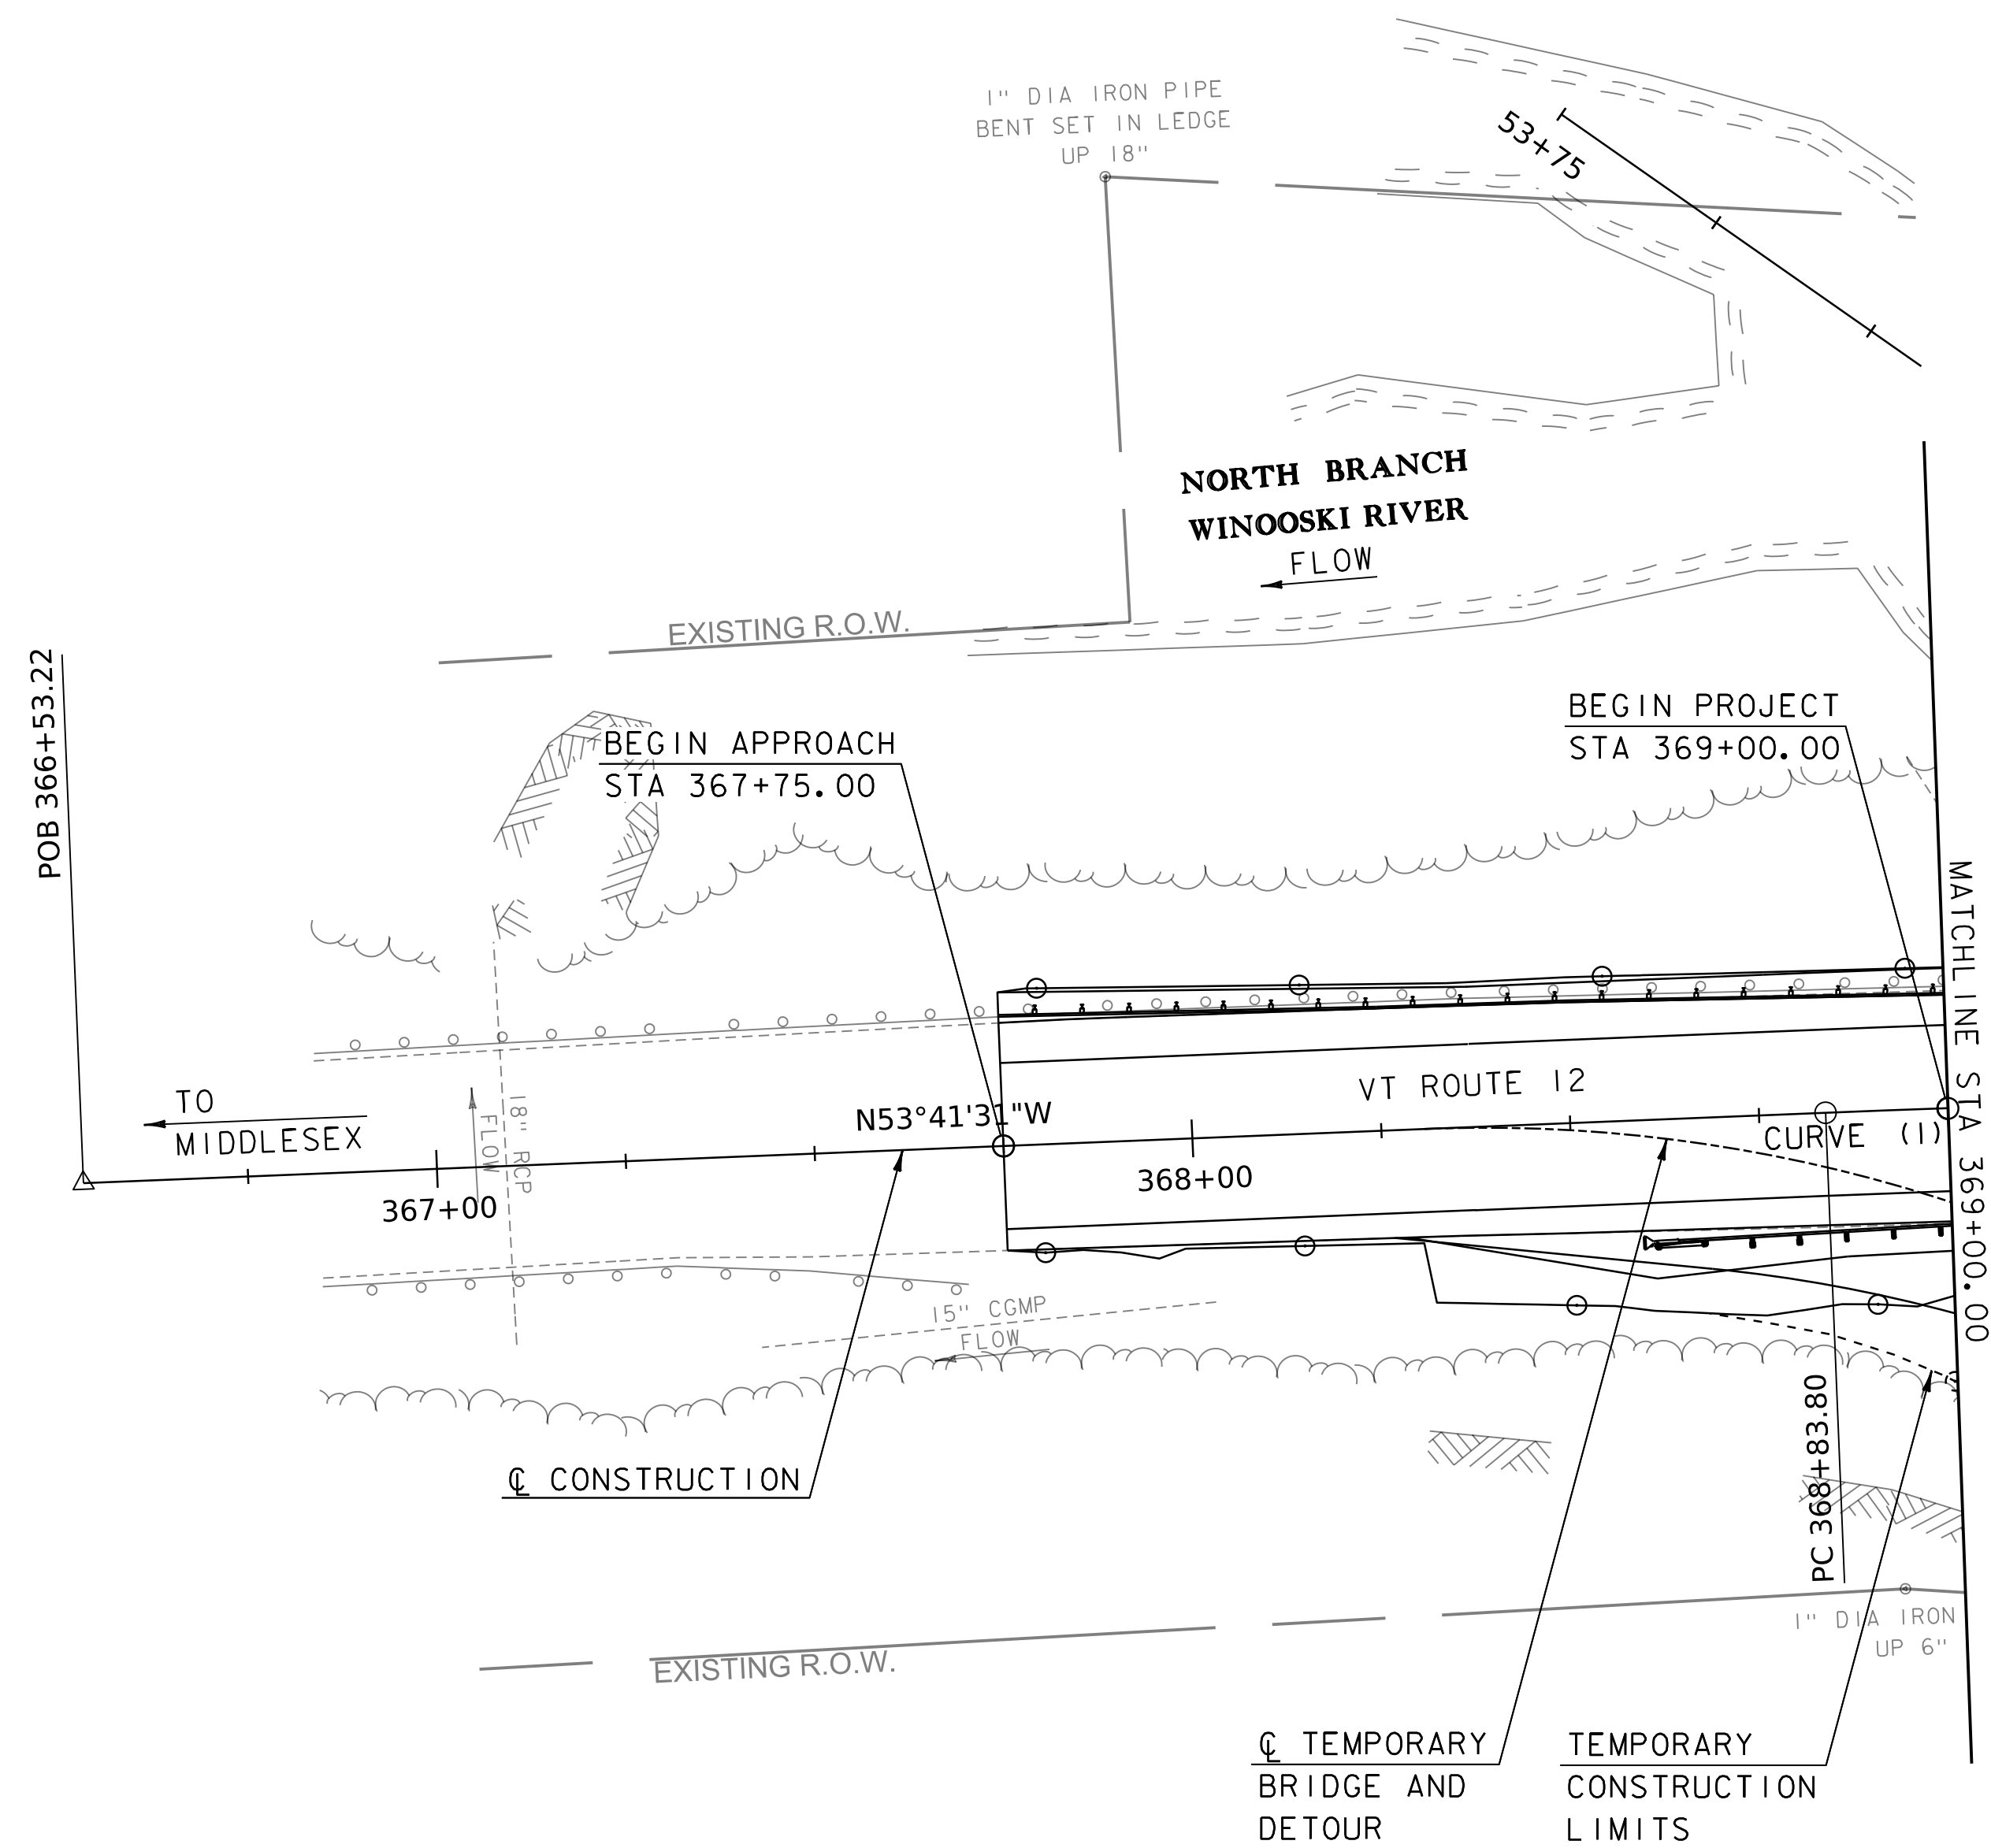 1" DIA IRON PIPE
BENT SET IN LEDGE
UP 18"
53+75
NORTH BRANCH
WINOOSKI RIVER
FLOW
EXISTING R.O.W.
POB 366+53.22
BEGIN APPROACH
STA 367+75.00
BEGIN PROJECT
STA 369+00.00
MATCHLINE STA 369+00.00
TO
MIDDLESEX
18" RCP
FLOW
N53°41'31"W
VT ROUTE 12
CURVE (1)
367+00
368+00
15" CGMP
FLOW
℄ CONSTRUCTION
PC 368+83.80
1" DIA IRON
UP 6"
EXISTING R.O.W.
℄ TEMPORARY
BRIDGE AND
DETOUR
TEMPORARY
CONSTRUCTION
LIMITS